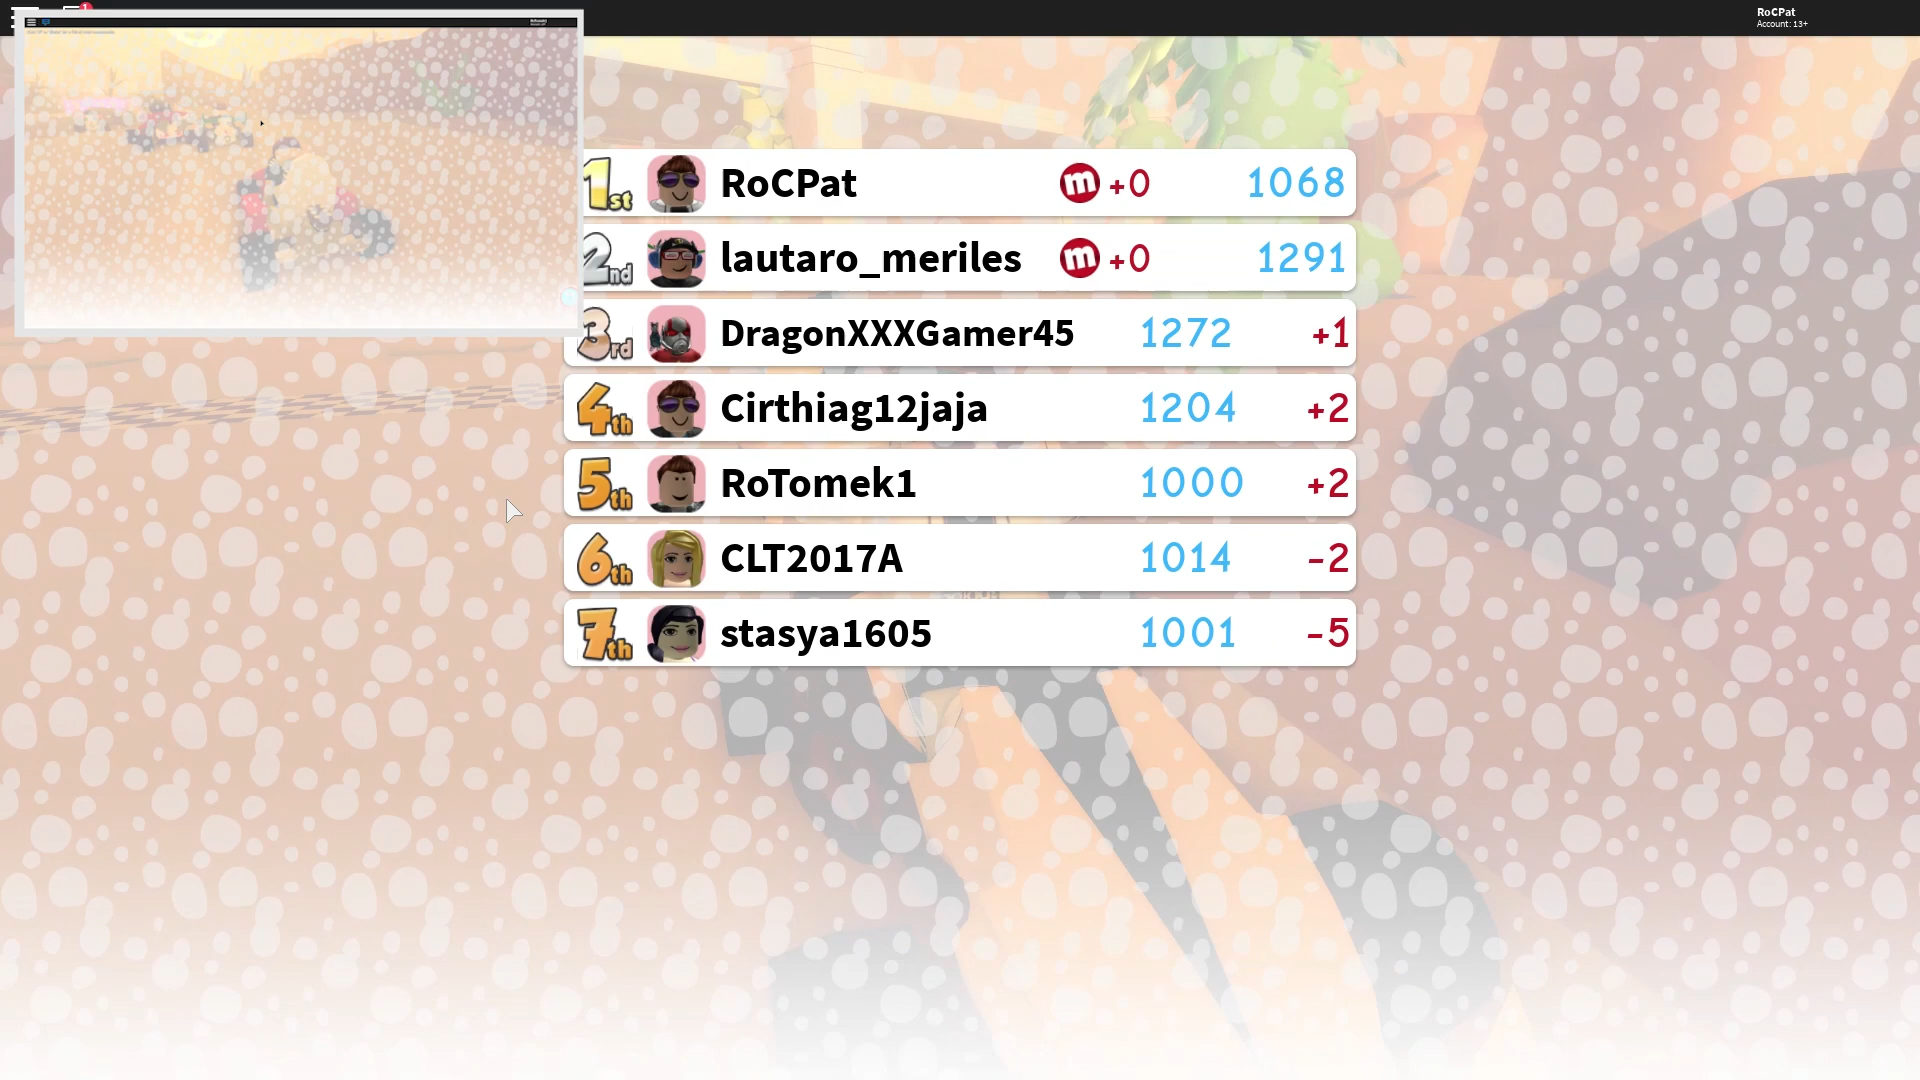 1
RoCPat
Account: 13+
1st RoCPat m +0 1068
2nd lautaro_meriles m +0 1291
3rd DragonXXXGamer45 1272 +1
4th Cirthiag12jaja 1204 +2
5th RoTomek1 1000 +2
6th CLT2017A 1014 -2
7th stasya1605 1001 -5